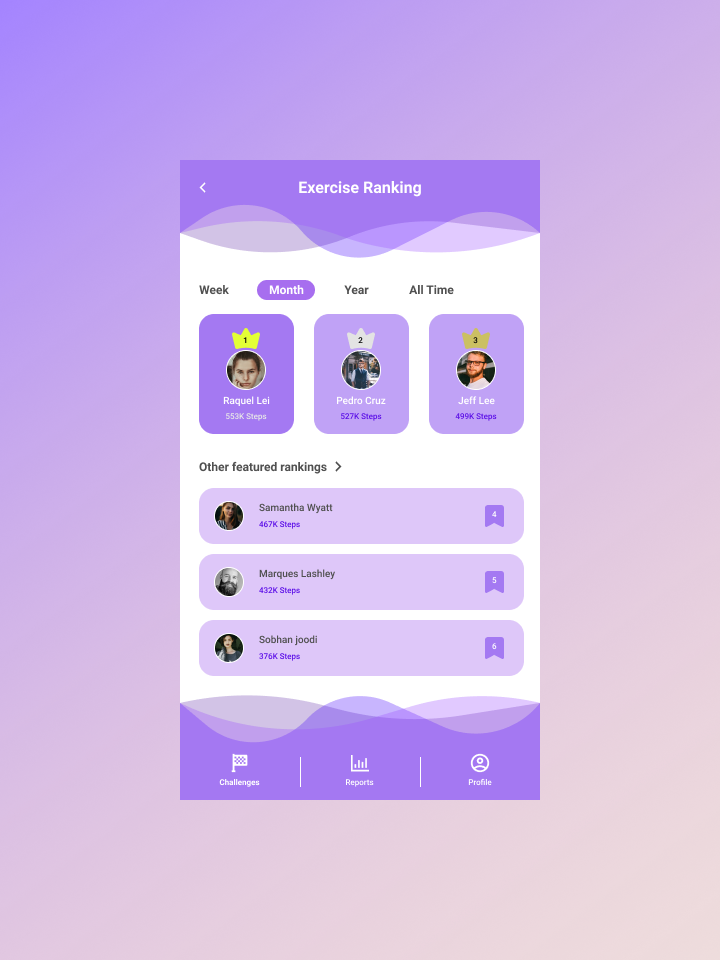 Exercise Ranking
Week Month Year All Time
1 2 3
Raquel Lei Pedro Cruz Jeff Lee
553K Steps 527K Steps 499K Steps
Other featured rankings
Samantha Wyatt
467K Steps
4
Marques Lashley
432K Steps
5
Sobhan joodi
376K Steps
6
Challenges Reports Profile